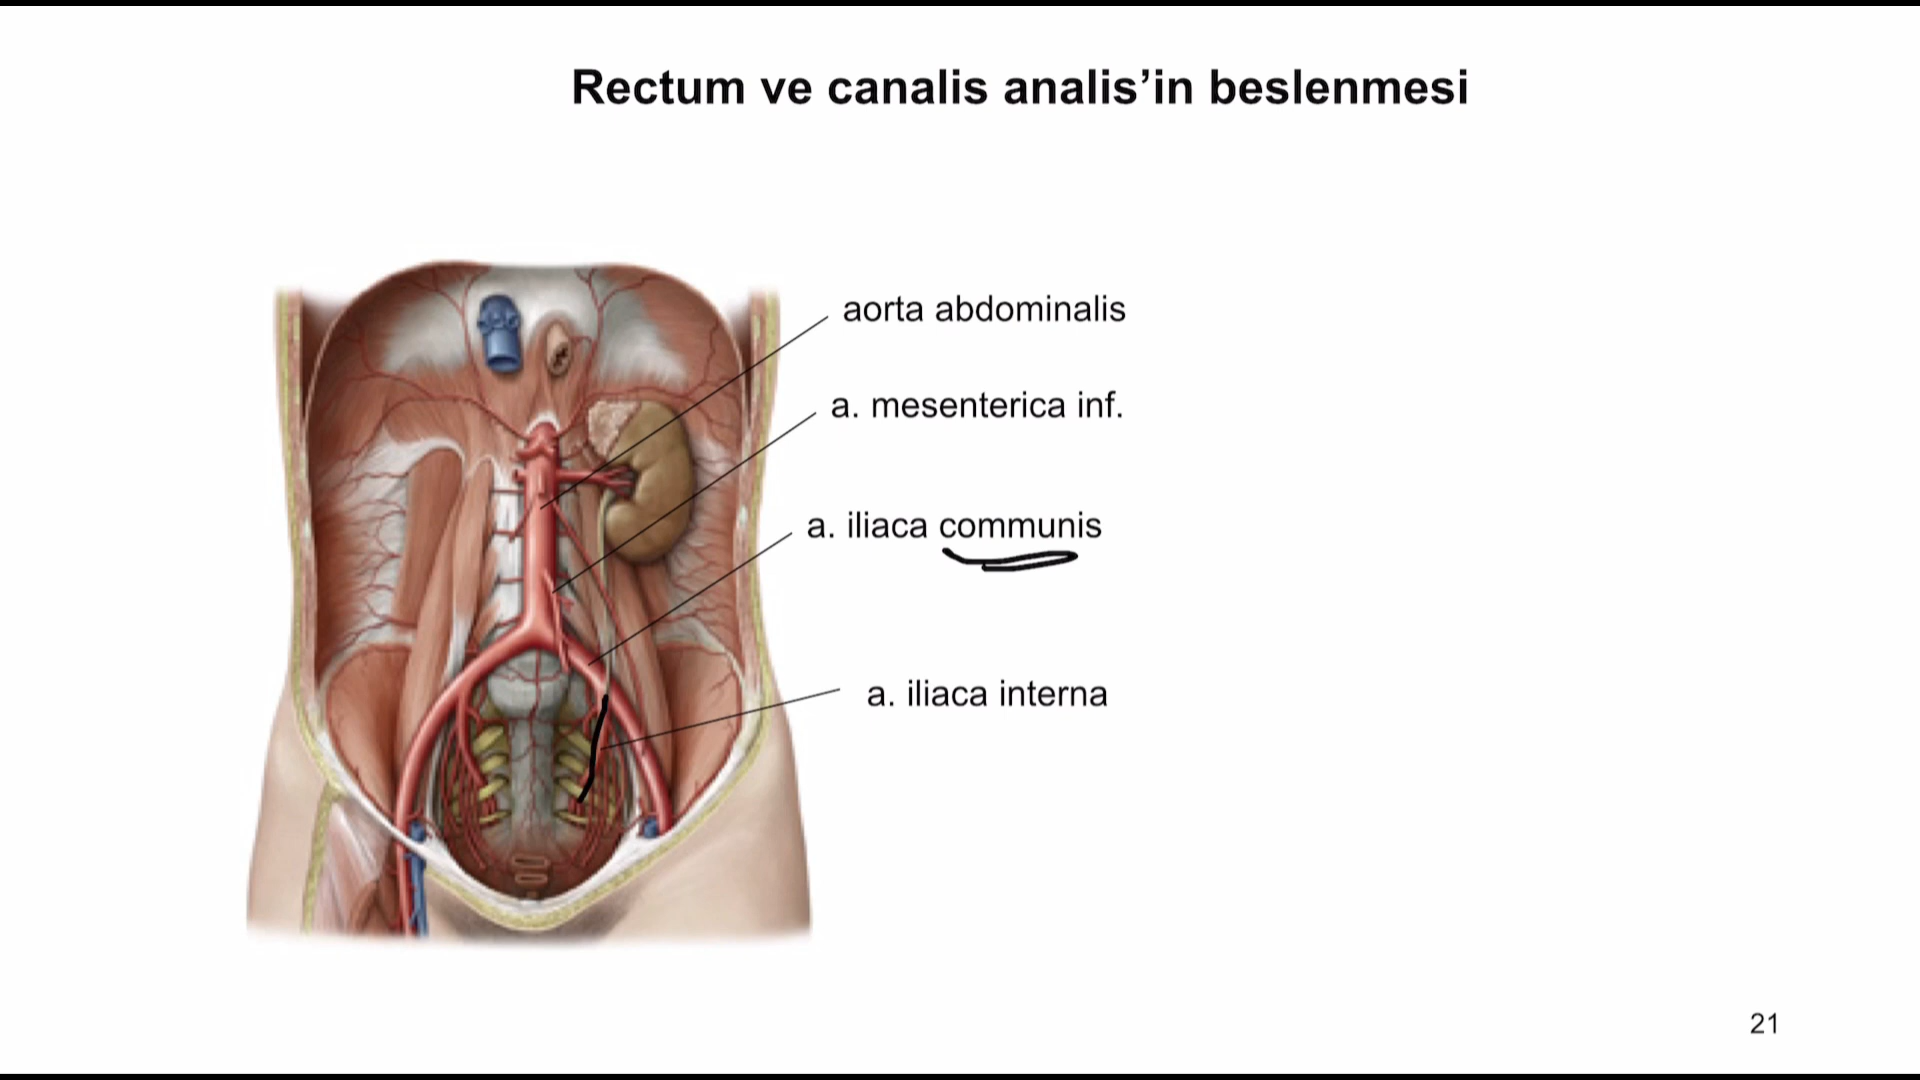 Rectum ve canalis analis’in beslenmesi
aorta abdominalis
a. mesenterica inf.
a. iliaca communis
a. iliaca interna
21